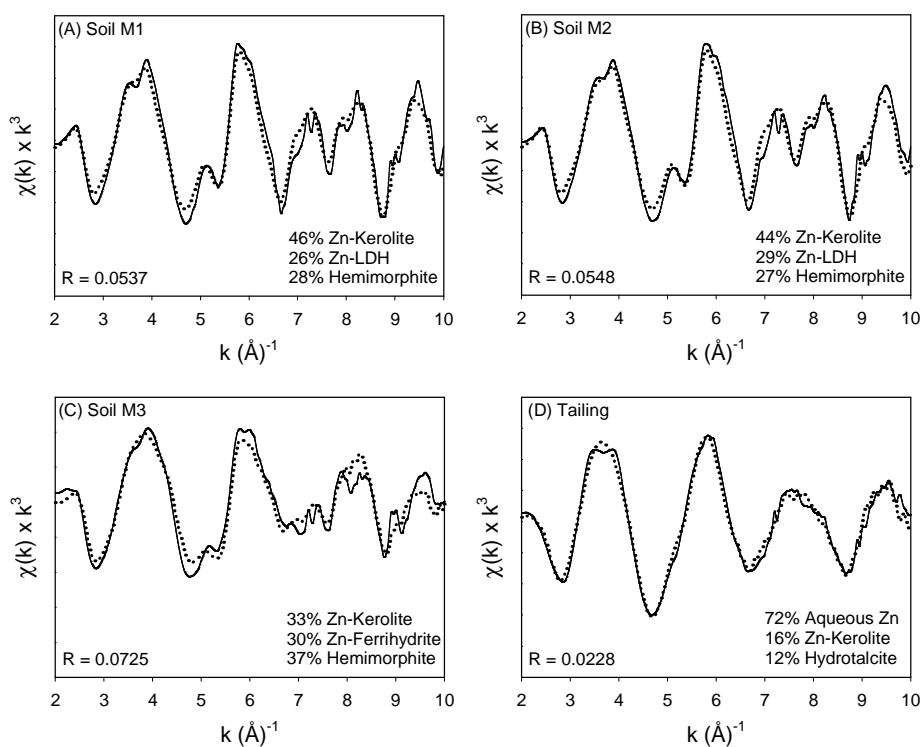 (A) Soil M1
χ(k) x k³
46% Zn-Kerolite
26% Zn-LDH
28% Hemimorphite
R = 0.0537
2 3 4 5 6 7 8 9 10
k (Å)⁻¹
(B) Soil M2
χ(k) x k³
44% Zn-Kerolite
29% Zn-LDH
27% Hemimorphite
R = 0.0548
2 3 4 5 6 7 8 9 10
k (Å)⁻¹
(C) Soil M3
χ(k) x k³
33% Zn-Kerolite
30% Zn-Ferrihydrite
37% Hemimorphite
R = 0.0725
2 3 4 5 6 7 8 9 10
k (Å)⁻¹
(D) Tailing
χ(k) x k³
72% Aqueous Zn
16% Zn-Kerolite
12% Hydrotalcite
R = 0.0228
2 3 4 5 6 7 8 9 10
k (Å)⁻¹